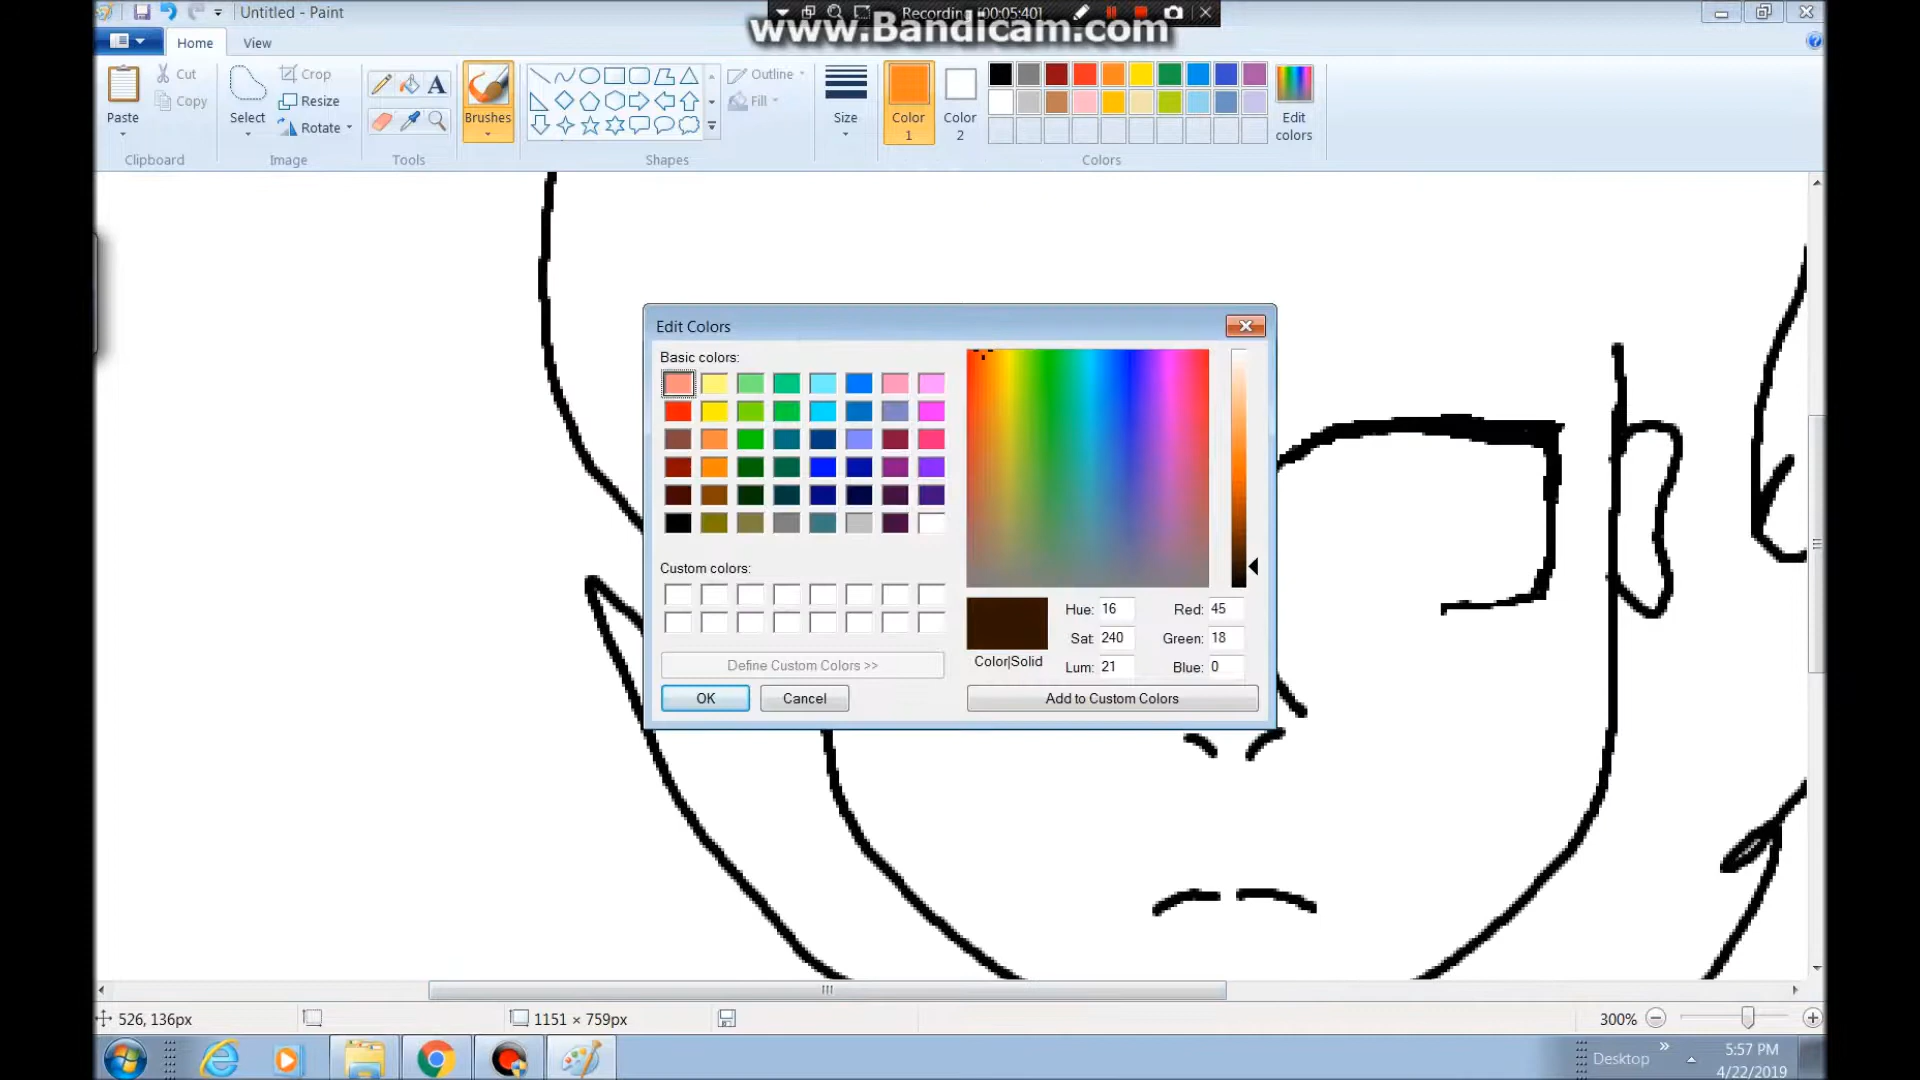 Untitled - Paint
Recording [00:05:40]
www.Bandicam.com
Home View
Cut
Copy
Paste
Clipboard
Select
Crop
Resize
Rotate
Image
A
Tools
Brushes
Outline
Fill
Shapes
Size
Color 1
Color 2
Edit colors
Colors
Edit Colors
Basic colors:
Custom colors:
Define Custom Colors >>
OK Cancel
Hue: 16 Red: 45
Sat: 240 Green: 18
Color|Solid Lum: 21 Blue: 0
Add to Custom Colors
526, 136px 1151 × 759px 300%
Desktop » 5:57 PM
4/22/2019